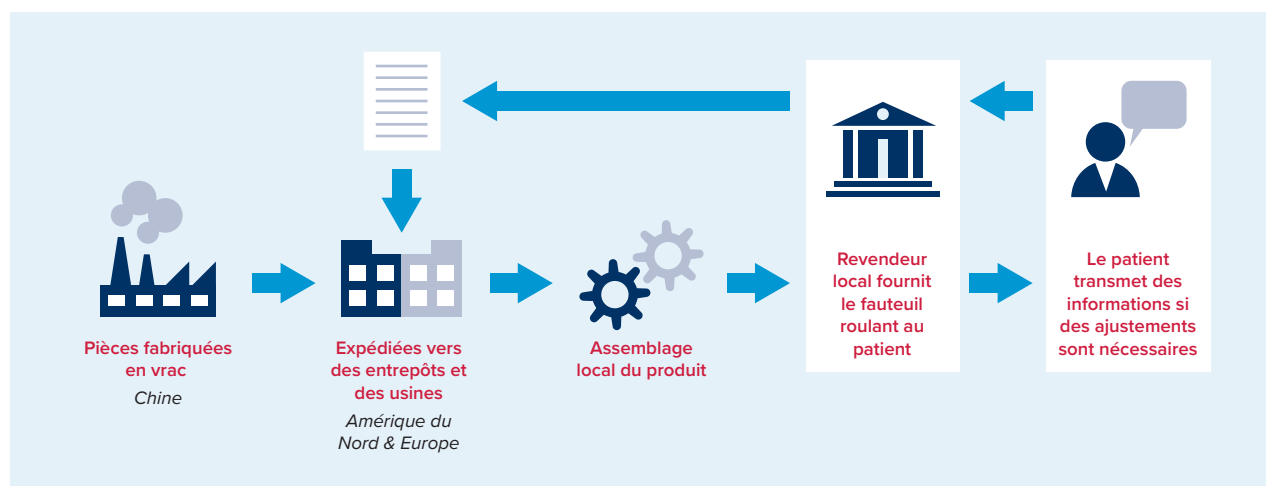 Pièces fabriquées
en vrac
Chine
Expédiées vers
des entrepôts et
des usines
Amérique du
Nord & Europe
Assemblage
local du produit
Revendeur
local fournit
le fauteuil
roulant au
patient
Le patient
transmet des
informations si
des ajustements
sont nécessaires